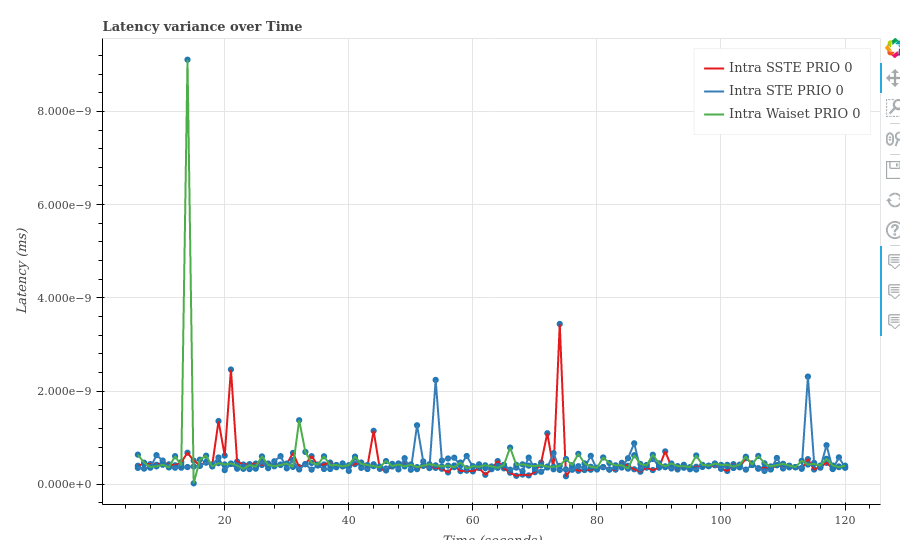 Latency variance over Time
Intra SSTE PRIO 0
Intra STE PRIO 0
Intra Waiset PRIO 0
8.000e−9
6.000e−9
4.000e−9
2.000e−9
0.000e+0
Latency (ms)
20
40
60
80
100
120
Time (seconds)